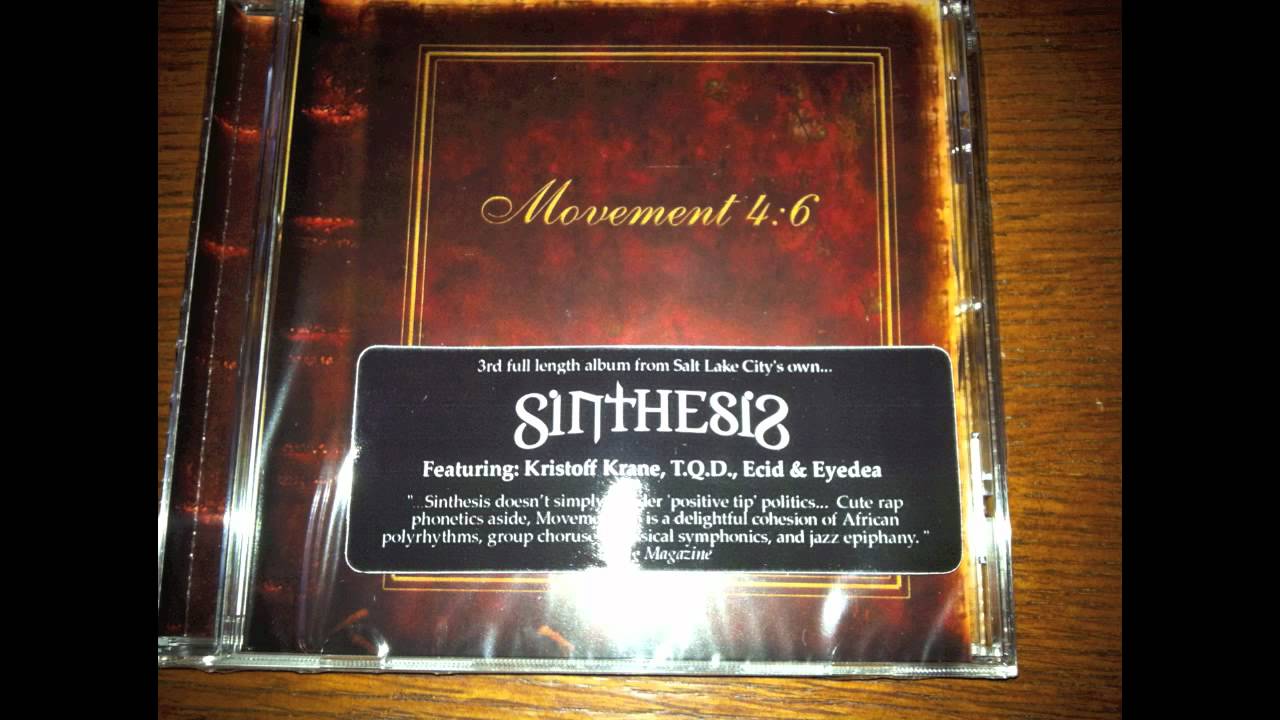 Movement 4:6
3rd full length album from Salt Lake City's own...
SiNTHESiS
Featuring: Kristoff Krane, T.Q.D., Ecid & Eyedea
"...Sinthesis doesn't simply 'positive tip' politics... Cute rap
phonetics aside, is a delightful cohesion of African
polyrhythms, group symphonics, and jazz epiphany. "
Magazine